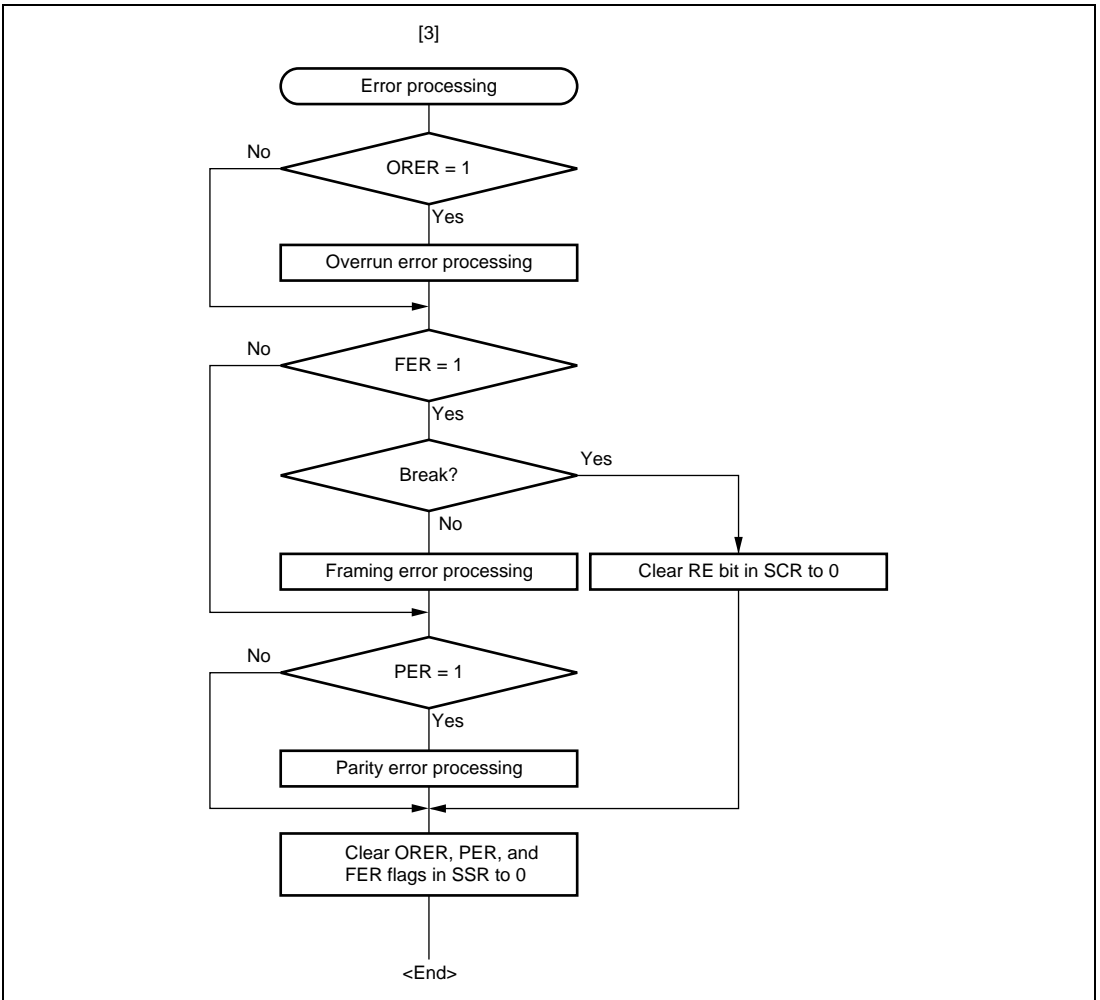 [3]
Error processing
No
ORER = 1
Yes
Overrun error processing
No
FER = 1
Yes
Break?
Yes
No
Framing error processing
Clear RE bit in SCR to 0
No
PER = 1
Yes
Parity error processing
Clear ORER, PER, and
FER flags in SSR to 0
<End>